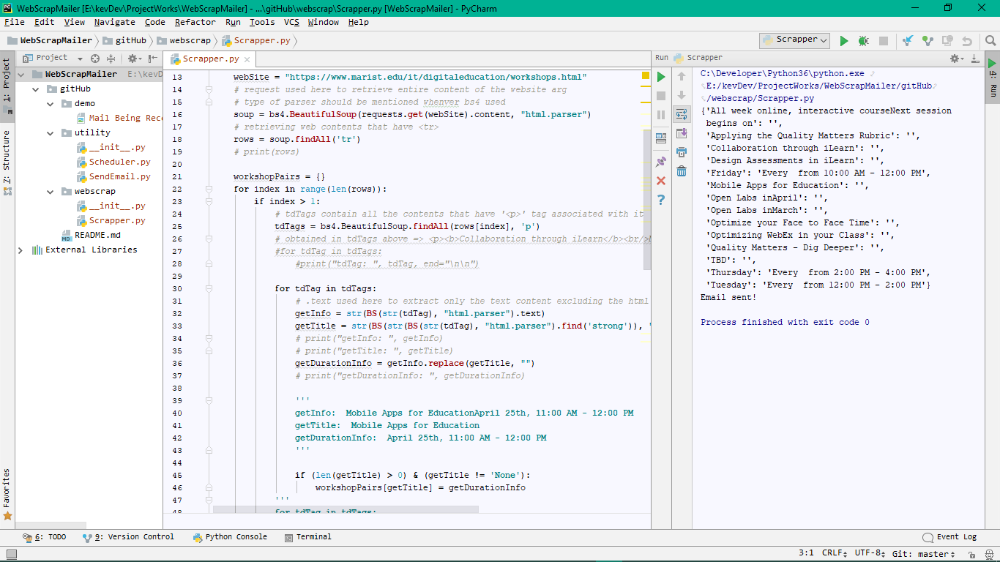 WebScrapMailer [E:\kevDev\ProjectWorks\WebScrapMailer] - ...\gitHub\webscrap\Scrapper.py [WebScrapMailer] - PyCharm
File Edit View Navigate Code Refactor Run Tools VCS Window Help
WebScrapMailer gitHub webscrap Scrapper.py
Scrapper
1: Project
Z: Structure
Favorites
Project
WebScrapMailer E:\kevD
gitHub
demo
Mail Being Rec
utility
__init__.py
Scheduler.py
SendEmail.py
webscrap
__init__.py
Scrapper.py
README.md
External Libraries
Scrapper.py
13 webSite = "https://www.marist.edu/it/digitaleducation/workshops.html"
14 # request used here to retrieve entire content of the website arg
15 # type of parser should be mentioned whenver bs4 used
16 soup = bs4.BeautifulSoup(requests.get(webSite).content, "html.parser")
17 # retrieving web contents that have <tr>
18 rows = soup.findAll('tr')
19 # print(rows)
20
21 workshopPairs = {}
22 for index in range(len(rows)):
23 if index > 1:
24 # tdTags contain all the contents that have '<p>' tag associated with it
25 tdTags = bs4.BeautifulSoup.findAll(rows[index], 'p')
26 # obtained in tdTags above => <p><b>Collaboration through iLearn</b><br/>
27 #for tdTag in tdTags:
28 #print("tdTag: ", tdTag, end="\n\n")
29
30 for tdTag in tdTags:
31 # .text used here to extract only the text content excluding the html
32 getInfo = str(BS(str(tdTag), "html.parser").text)
33 getTitle = str(BS(str(BS(str(tdTag), "html.parser").find('strong')), "
34 # print("getInfo: ", getInfo)
35 # print("getTitle: ", getTitle)
36 getDurationInfo = getInfo.replace(getTitle, "")
37 # print("getDurationInfo: ", getDurationInfo)
38
39 '''
40 getInfo: Mobile Apps for EducationApril 25th, 11:00 AM - 12:00 PM
41 getTitle: Mobile Apps for Education
42 getDurationInfo: April 25th, 11:00 AM - 12:00 PM
43 '''
44
45 if (len(getTitle) > 0) & (getTitle != 'None'):
46 workshopPairs[getTitle] = getDurationInfo
47 '''
48 for tdTag in tdTags:
Run Scrapper
C:\Developer\Python36\python.exe
E:/kevDev/ProjectWorks/WebScrapMailer/gitHub
/webscrap/Scrapper.py
{'All week online, interactive courseNext session
begins on': '',
'Applying the Quality Matters Rubric': '',
'Collaboration through iLearn': '',
'Design Assessments in iLearn': '',
'Friday': 'Every from 10:00 AM - 12:00 PM',
'Mobile Apps for Education': '',
'Open Labs inApril': '',
'Open Labs inMarch': '',
'Optimize your Face to Face Time': '',
'Optimizing WebEx in your Class': '',
'Quality Matters - Dig Deeper': '',
'TBD': '',
'Thursday': 'Every from 2:00 PM - 4:00 PM',
'Tuesday': 'Every from 12:00 PM - 2:00 PM'}
Email sent!
Process finished with exit code 0
4: Run
6: TODO 9: Version Control Python Console Terminal Event Log
3:1 CRLF UTF-8 Git: master